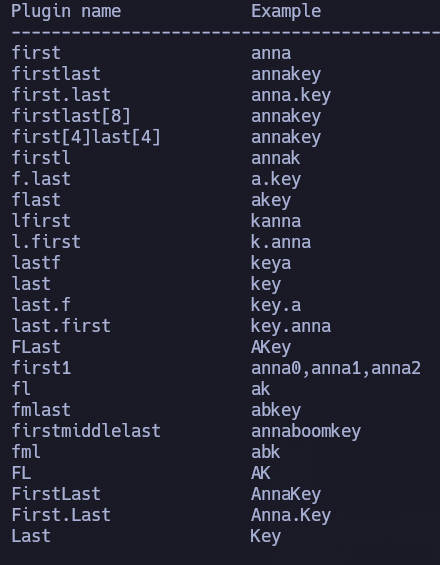 Plugin name Example
--------------------------------------------
first anna
firstlast annakey
first.last anna.key
firstlast[8] annakey
first[4]last[4] annakey
firstl annak
f.last a.key
flast akey
lfirst kanna
l.first k.anna
lastf keya
last key
last.f key.a
last.first key.anna
FLast AKey
first1 anna0,anna1,anna2
fl ak
fmlast abkey
firstmiddlelast annaboomkey
fml abk
FL AK
FirstLast AnnaKey
First.Last Anna.Key
Last Key